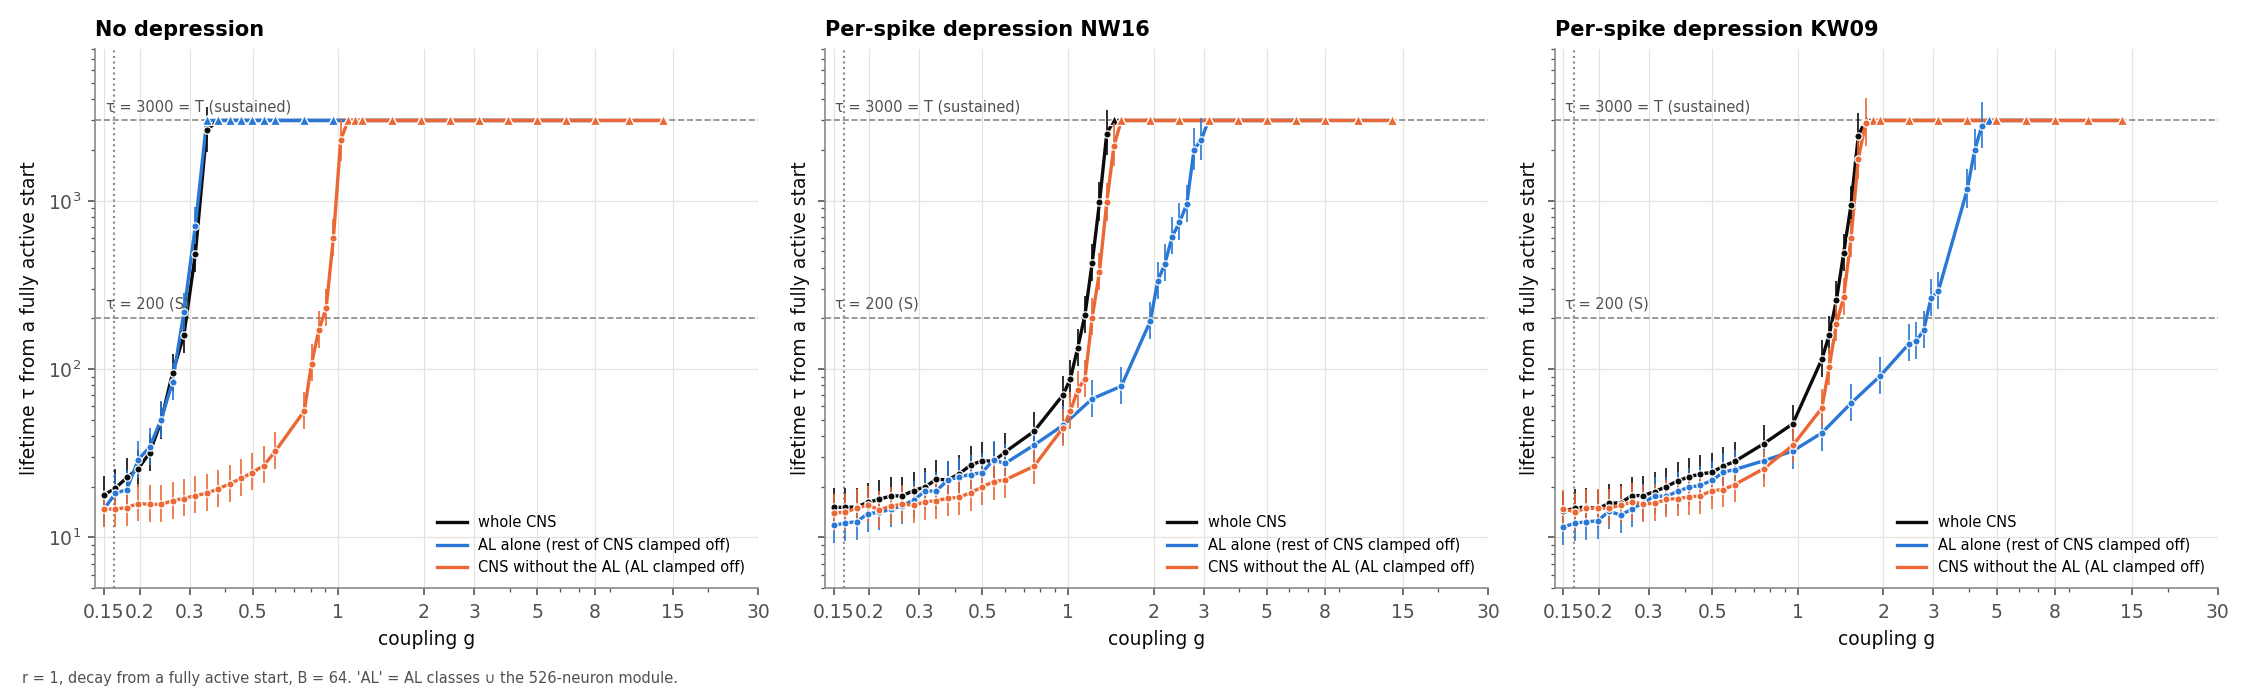 No depression
Per-spike depression NW16
Per-spike depression KW09
lifetime τ from a fully active start
10³
10²
10¹
τ = 3000 = T (sustained)
τ = 200 (S)
whole CNS
AL alone (rest of CNS clamped off)
CNS without the AL (AL clamped off)
0.15 0.2 0.3 0.5 1 2 3 5 8 15 30
coupling g
lifetime τ from a fully active start
τ = 3000 = T (sustained)
τ = 200 (S)
whole CNS
AL alone (rest of CNS clamped off)
CNS without the AL (AL clamped off)
0.15 0.2 0.3 0.5 1 2 3 5 8 15 30
coupling g
lifetime τ from a fully active start
τ = 3000 = T (sustained)
τ = 200 (S)
whole CNS
AL alone (rest of CNS clamped off)
CNS without the AL (AL clamped off)
0.15 0.2 0.3 0.5 1 2 3 5 8 15 30
coupling g
r = 1, decay from a fully active start, B = 64. 'AL' = AL classes ∪ the 526-neuron module.